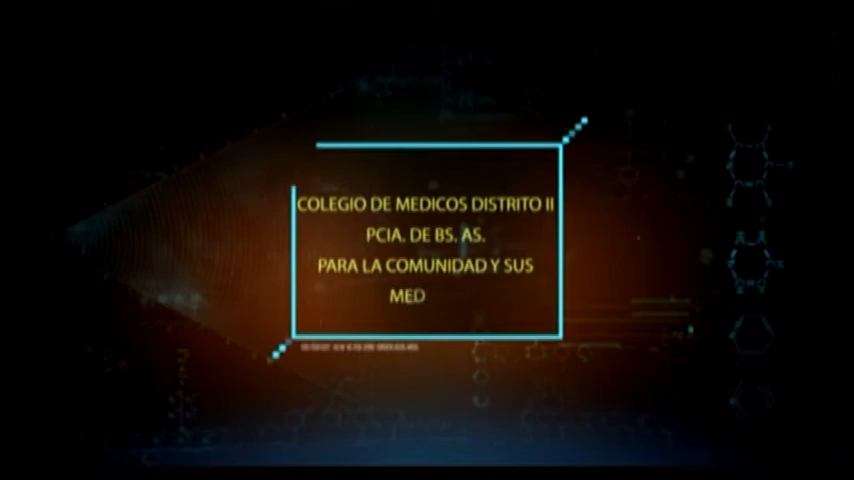 COLEGIO DE MEDICOS DISTRITO II
PCIA. DE BS. AS.
PARA LA COMUNIDAD Y SUS
MED